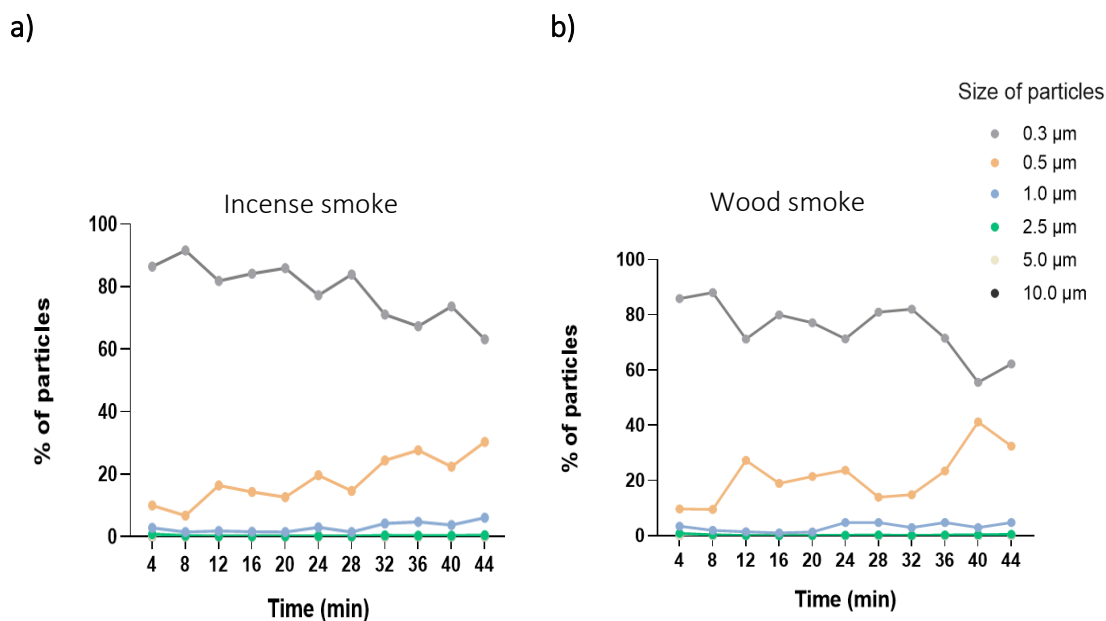 a)
b)
Size of particles
0.3 µm
0.5 µm
1.0 µm
2.5 µm
5.0 µm
10.0 µm
Incense smoke
% of particles
100
80
60
40
20
0
4 8 12 16 20 24 28 32 36 40 44
Time (min)
Wood smoke
% of particles
100
80
60
40
20
0
4 8 12 16 20 24 28 32 36 40 44
Time (min)